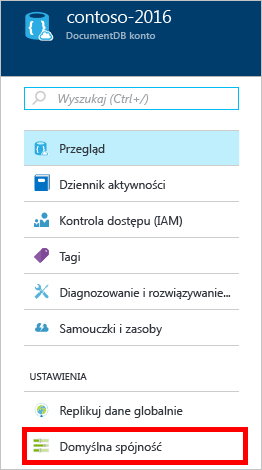 contoso-2016
DocumentDB konto
Wyszukaj (Ctrl+/)
Przegląd
Dziennik aktywności
Kontrola dostępu (IAM)
Tagi
Diagnozowanie i rozwiązywanie...
Samouczki i zasoby
USTAWIENIA
Replikuj dane globalnie
Domyślna spójność